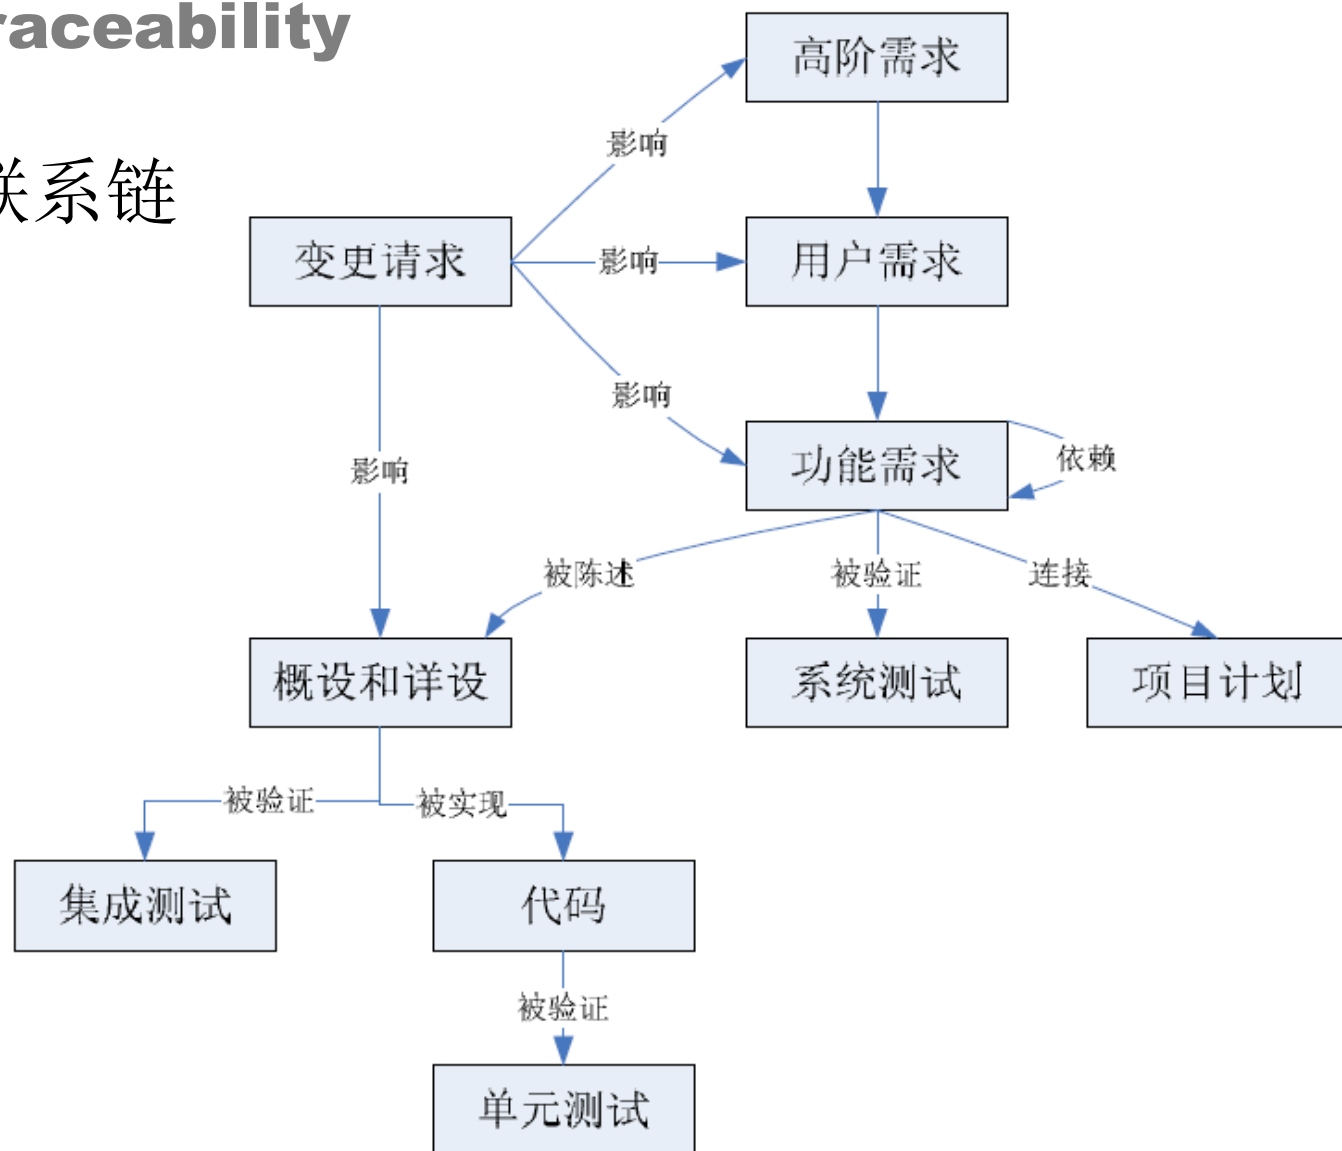 raceability
高阶需求
影响
联系链
变更请求
影响
用户需求
影响
功能需求
依赖
影响
被陈述
被验证
连接
概设和详设
系统测试
项目计划
被验证
被实现
集成测试
代码
被验证
单元测试